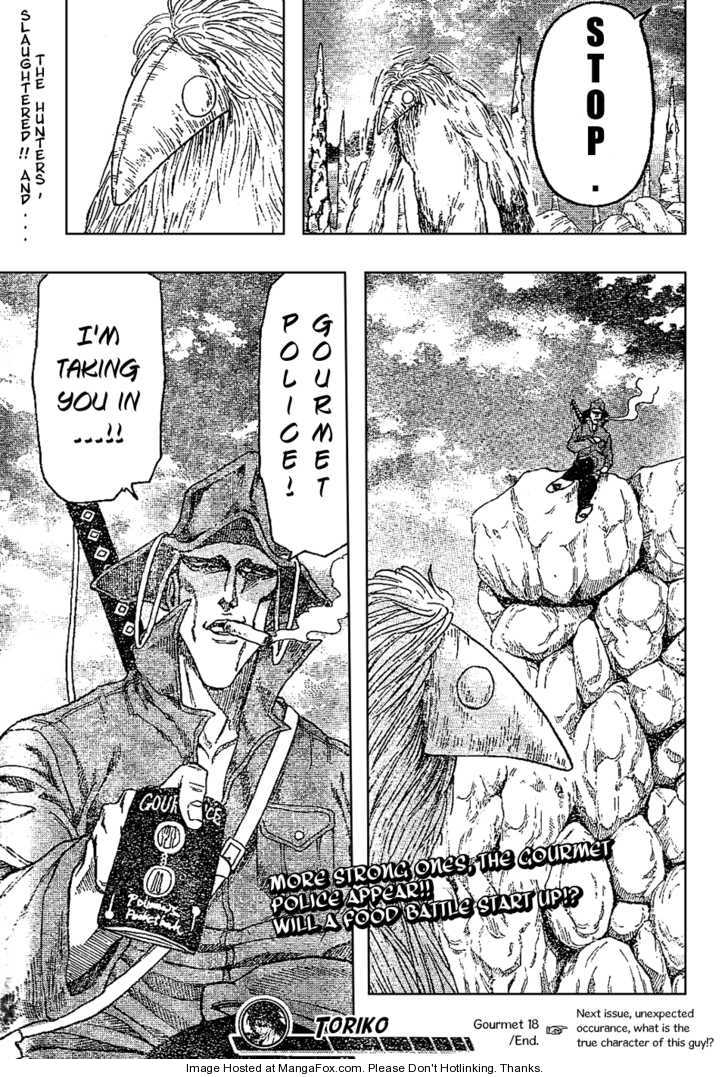 STOP.
THE HUNTERS,
SLAUGHTERED!! AND...
GOURMET
POLICE!
I'M
TAKING
YOU IN
...!!
MORE STRONG ONES, THE GOURMET
POLICE APPEAR!!
WILL A FOOD BATTLE START UP!?
TORIKO
Gourmet 18
/End.
Next issue, unexpected
occurance, what is the
true character of this guy!?
Image Hosted at MangaFox.com. Please Don't Hotlinking. Thanks.